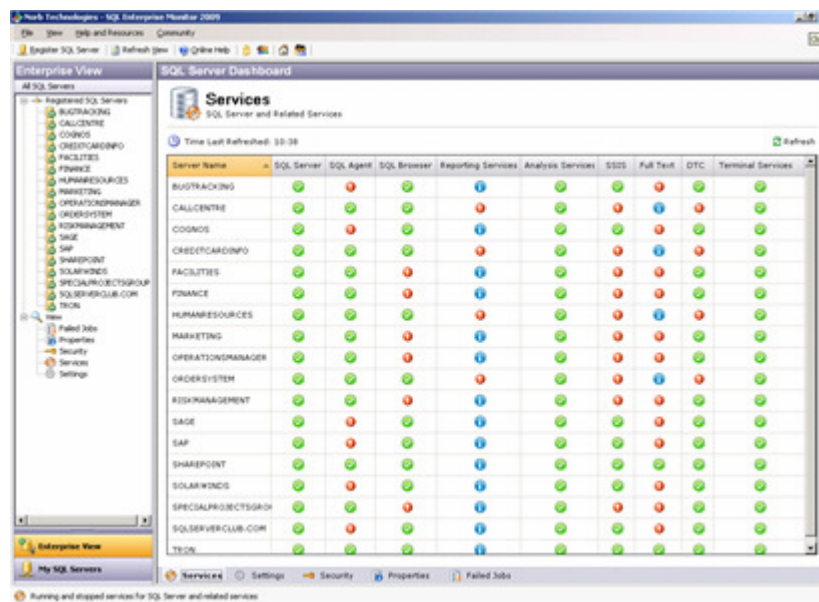 Norb Technologies - SQL Enterprise Monitor 2009
File View Help and Resources Community
Register SQL Server Refresh View Online Help
Enterprise View
All SQL Servers
Registered SQL Servers
BUGTRACKING
CALLCENTRE
COGNOS
CREDITCARDINFO
FACILITIES
FINANCE
HUMANRESOURCES
MARKETING
OPERATIONSMANAGER
ORDERSYSTEM
RISKMANAGEMENT
SAGE
SAP
SHAREPOINT
SOLARWINDS
SPECIALPROJECTSGROUP
SQLSERVERCLUB.COM
TRON
View
Failed Jobs
Properties
Security
Services
Settings
Enterprise View
My SQL Servers
SQL Server Dashboard
Services
SQL Server and Related Services
Time Last Refreshed: 10:38
Refresh
Server Name SQL Server SQL Agent SQL Browser Reporting Services Analysis Services SSIS Full Text DTC Terminal Services
BUGTRACKING
CALLCENTRE
COGNOS
CREDITCARDINFO
FACILITIES
FINANCE
HUMANRESOURCES
MARKETING
OPERATIONSMANAGER
ORDERSYSTEM
RISKMANAGEMENT
SAGE
SAP
SHAREPOINT
SOLARWINDS
SPECIALPROJECTSGROU
SQLSERVERCLUB.COM
TRON
Services Settings Security Properties Failed Jobs
Running and stopped services for SQL Server and related services